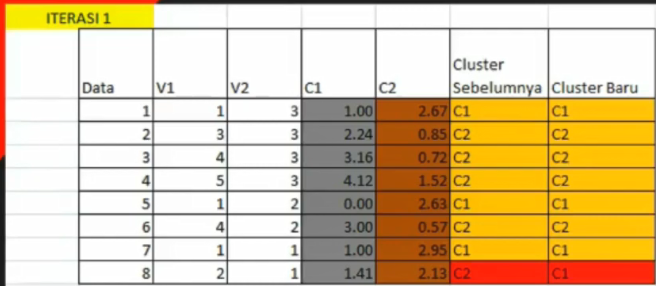 ITERASI 1
Cluster
Data V1 V2 C1 C2 Sebelumnya Cluster Baru
1 1 3 1.00 2.67 C1 C1
2 3 3 2.24 0.85 C2 C2
3 4 3 3.16 0.72 C2 C2
4 5 3 4.12 1.52 C2 C2
5 1 2 0.00 2.63 C1 C1
6 4 2 3.00 0.57 C2 C2
7 1 1 1.00 2.95 C1 C1
8 2 1 1.41 2.13 C2 C1